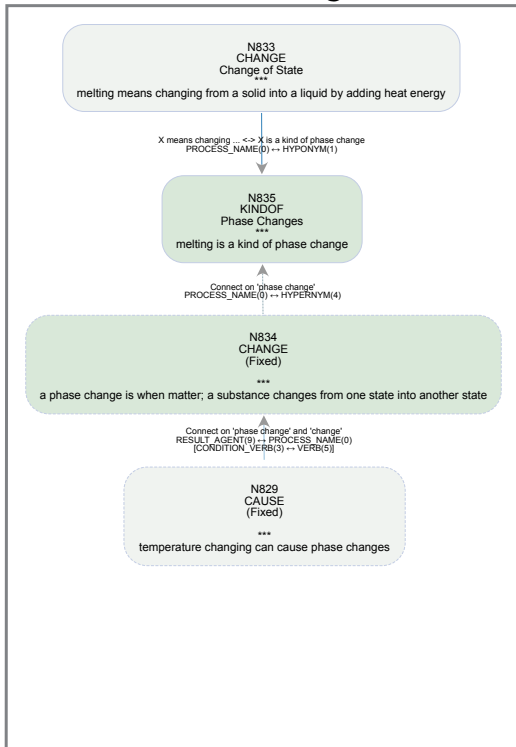 N833
CHANGE
Change of State
***
melting means changing from a solid into a liquid by adding heat energy
X means changing ... <-> X is a kind of phase change
PROCESS_NAME(0) ↔ HYPONYM(1)
N835
KINDOF
Phase Changes
***
melting is a kind of phase change
Connect on 'phase change'
PROCESS_NAME(0) ↔ HYPERNYM(4)
N834
CHANGE
(Fixed)
***
a phase change is when matter; a substance changes from one state into another state
Connect on 'phase change' and 'change'
RESULT_AGENT(9) ↔ PROCESS_NAME(0)
[CONDITION_VERB(3) ↔ VERB(5)]
N829
CAUSE
(Fixed)
***
temperature changing can cause phase changes